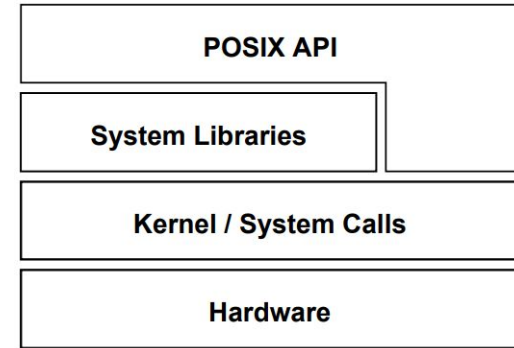 POSIX API
System Libraries
Kernel / System Calls
Hardware